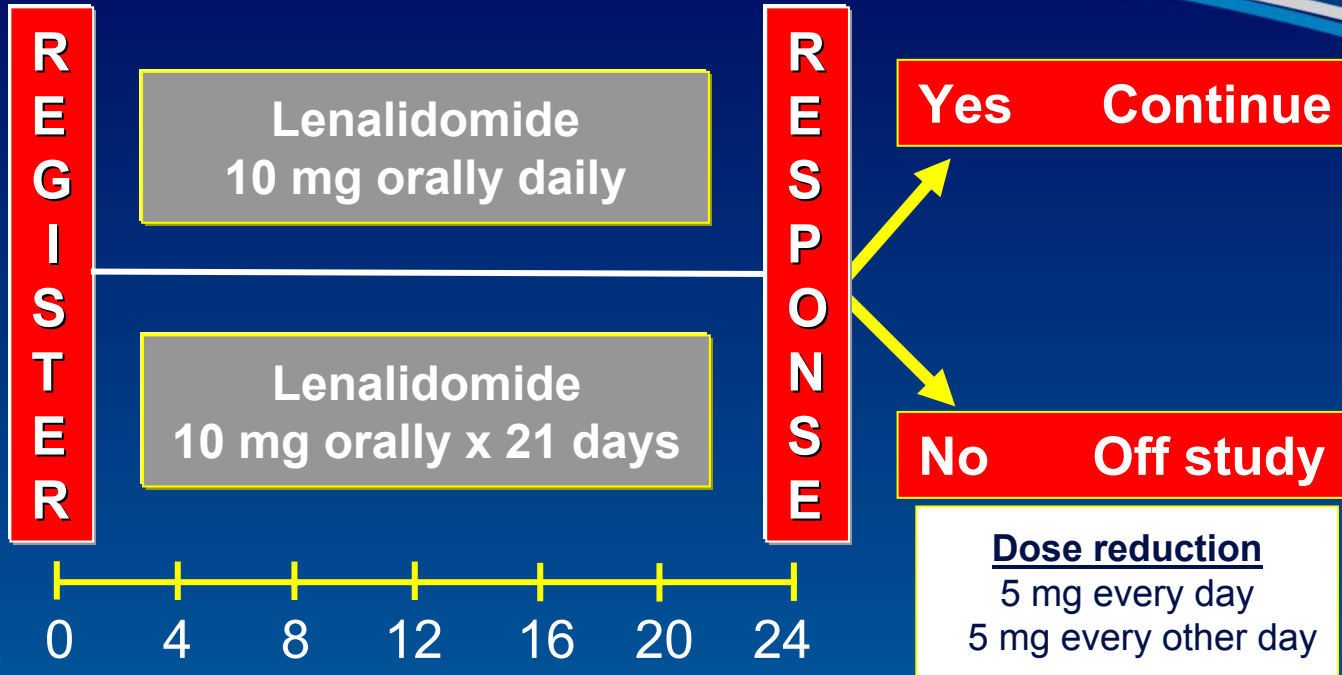 REGISTER
Lenalidomide
10 mg orally daily
Lenalidomide
10 mg orally x 21 days
RESPONSE
Yes Continue
No Off study
Dose reduction
5 mg every day
5 mg every other day
0 4 8 12 16 20 24